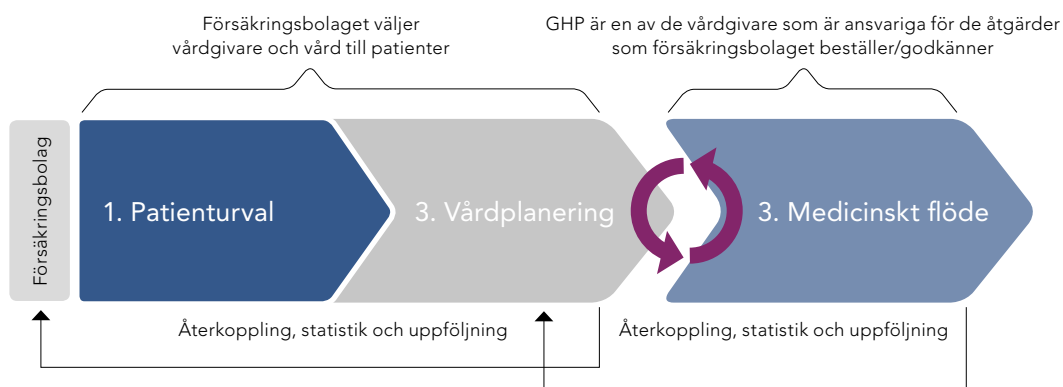 Försäkringsbolaget väljer
vårdgivare och vård till patienter
GHP är en av de vårdgivare som är ansvariga för de åtgärder
som försäkringsbolaget beställer/godkänner
Försäkringsbolag
1. Patienturval
3. Vårdplanering
3. Medicinskt flöde
Återkoppling, statistik och uppföljning
Återkoppling, statistik och uppföljning